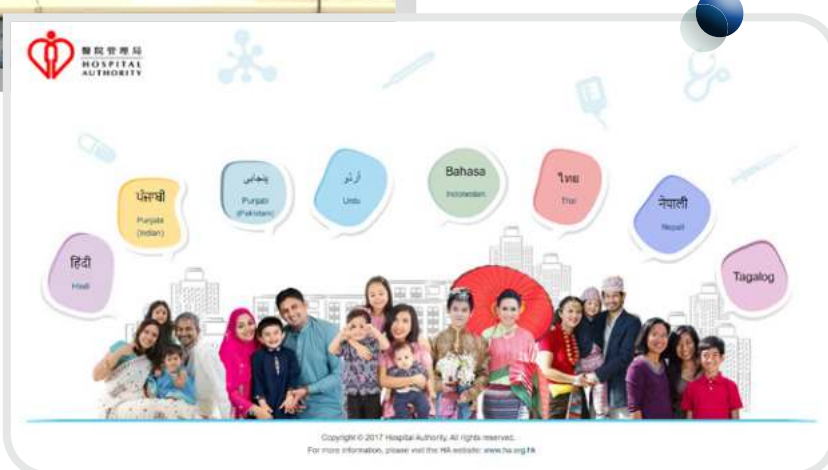 醫院管理局
HOSPITAL
AUTHORITY
हिंदी
Hindi
ਪੰਜਾਬੀ
Punjabi
(Indian)
پنجابی
Punjabi
(Pakistani)
اُردُو
Urdu
Bahasa
Indonesian
ไทย
Thai
नेपाली
Nepali
Tagalog
Copyright © 2017 Hospital Authority. All rights reserved.
For more information, please visit the HA website: www.ha.org.hk